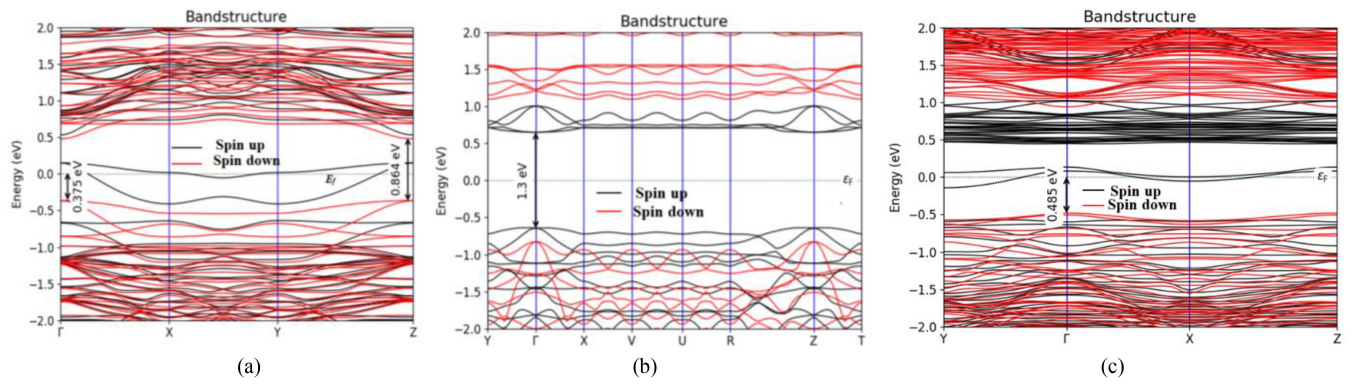 Bandstructure
Energy (eV)
2.0
1.5
1.0
0.5
0.0
−0.5
−1.0
−1.5
−2.0
Spin up
Spin down
E_f
0.375 eV
0.864 eV
Γ X Y Z
(a)
Bandstructure
Energy (eV)
2.0
1.5
1.0
0.5
0.0
−0.5
−1.0
−1.5
−2.0
1.3 eV
ε_F
Spin up
Spin down
Y Γ X V U R Z T
(b)
Bandstructure
Energy (eV)
2.0
1.5
1.0
0.5
0.0
−0.5
−1.0
−1.5
−2.0
0.485 eV
ε_F
Spin up
Spin down
Y Γ X Z
(c)